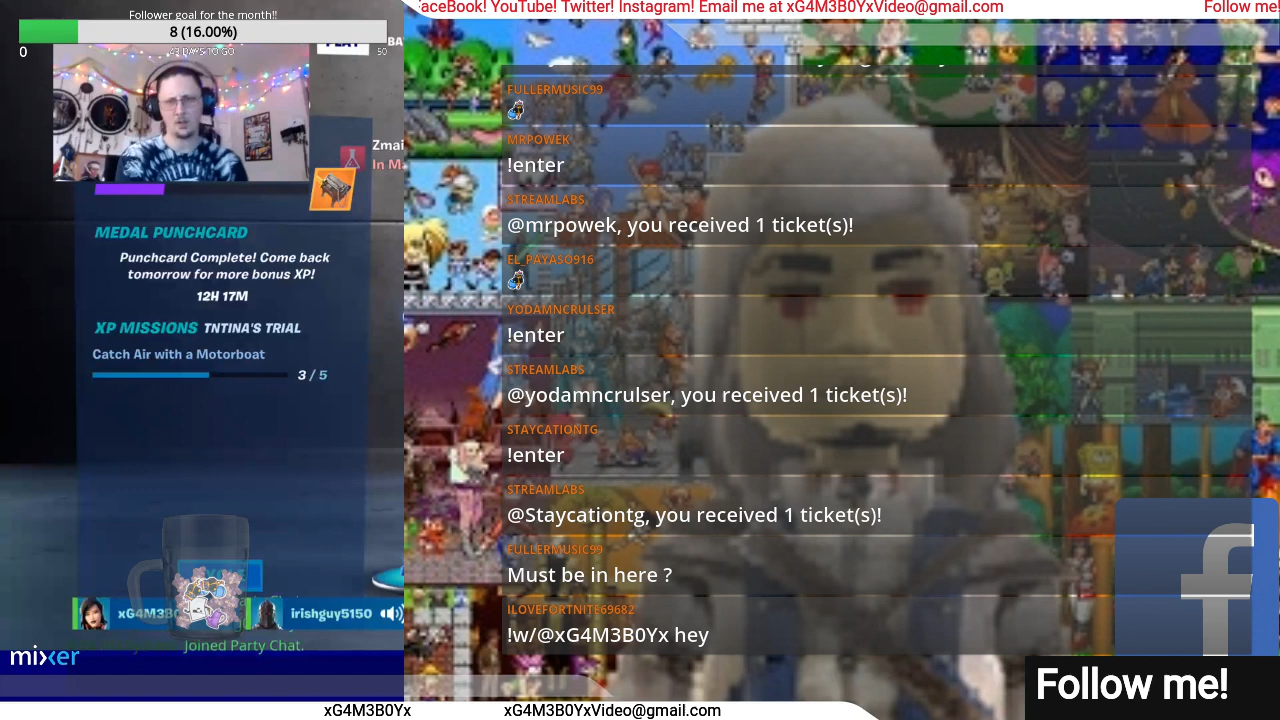 Follower goal for the month!!
8 (16.00%)
0
50
aceBook! YouTube! Twitter! Instagram! Email me at xG4M3B0YxVideo@gmail.com
Follow me!
Zmai
In Ma
MEDAL PUNCHCARD
Punchcard Complete! Come back
tomorrow for more bonus XP!
12H 17M
XP MISSIONS TNTINA'S TRIAL
Catch Air with a Motorboat
3 / 5
xG4M3B0
irishguy5150
Joined Party Chat.
mixer
FULLERMUSIC99
MRPOWEK
!enter
STREAMLABS
@mrpowek, you received 1 ticket(s)!
EL_PAYASO916
YODAMNCRULSER
!enter
STREAMLABS
@yodamncrulser, you received 1 ticket(s)!
STAYCATIONTG
!enter
STREAMLABS
@Staycationtg, you received 1 ticket(s)!
FULLERMUSIC99
Must be in here ?
ILOVEFORTNITE69682
!w/@xG4M3B0Yx hey
f
Follow me!
xG4M3B0Yx
xG4M3B0YxVideo@gmail.com